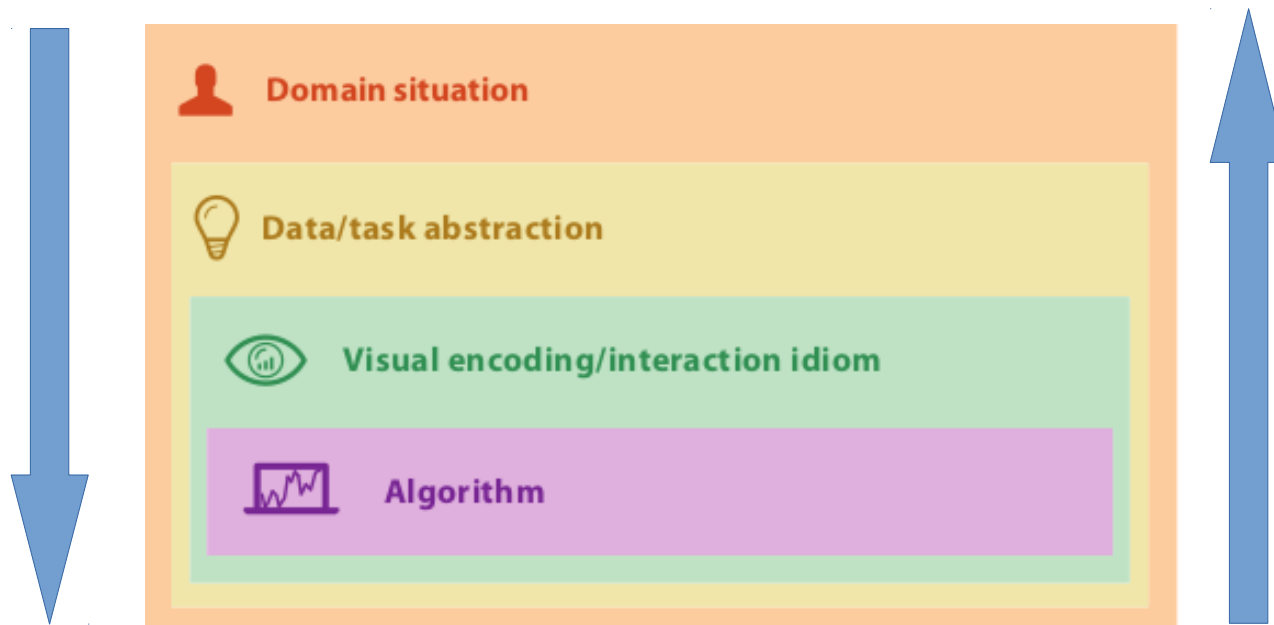 Domain situation
Data/task abstraction
Visual encoding/interaction idiom
Algorithm